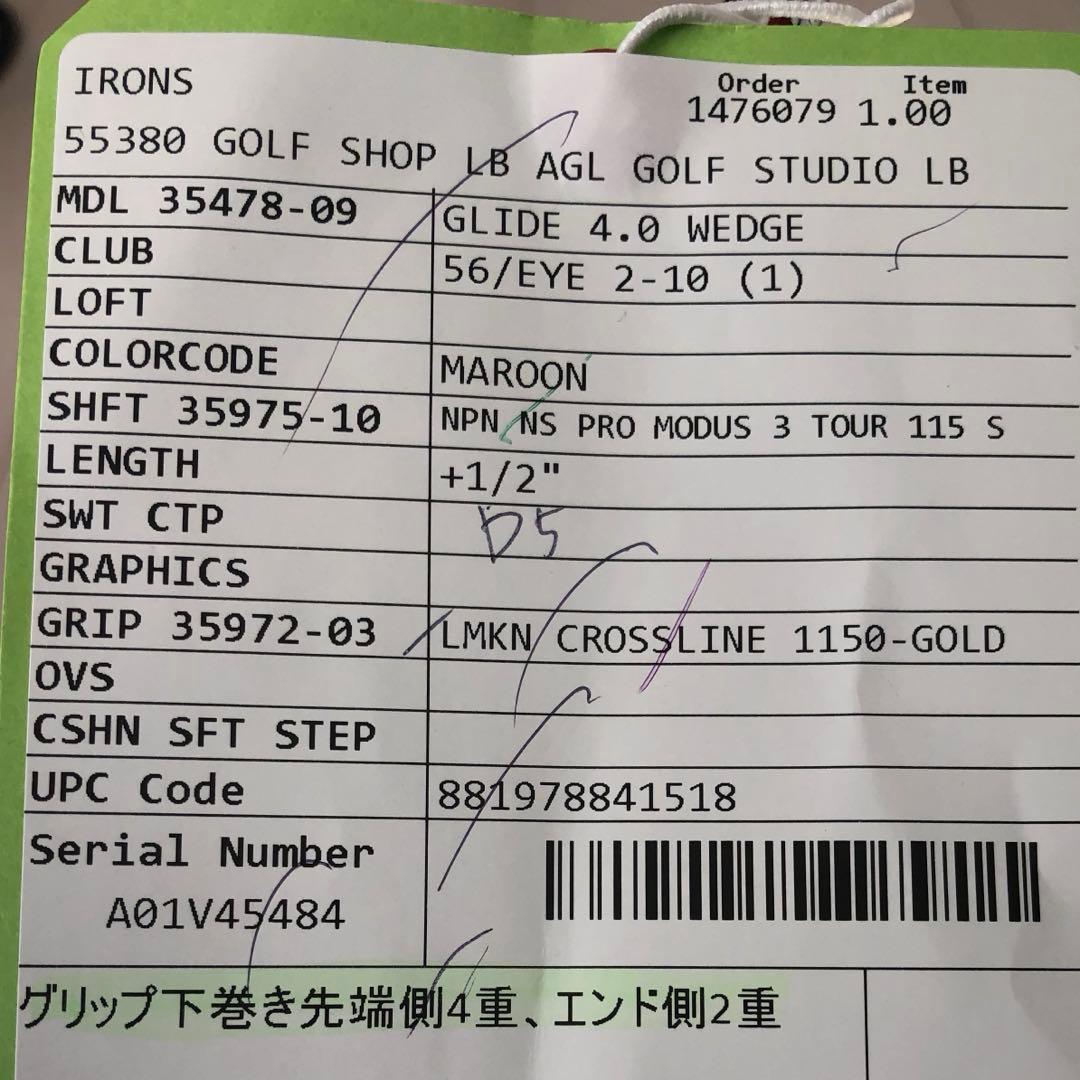 IRONS
Order Item
1476079 1.00
55380 GOLF SHOP LB AGL GOLF STUDIO LB
MDL 35478-09 GLIDE 4.0 WEDGE
CLUB 56/EYE 2-10 (1)
LOFT
COLORCODE MAROON
SHFT 35975-10 NPN NS PRO MODUS 3 TOUR 115 S
LENGTH +1/2"
SWT CTP D5
GRAPHICS
GRIP 35972-03 LMKN CROSSLINE 1150-GOLD
OVS
CSHN SFT STEP
UPC Code 881978841518
Serial Number
A01V45484
グリップ下巻き先端側4重、エンド側2重